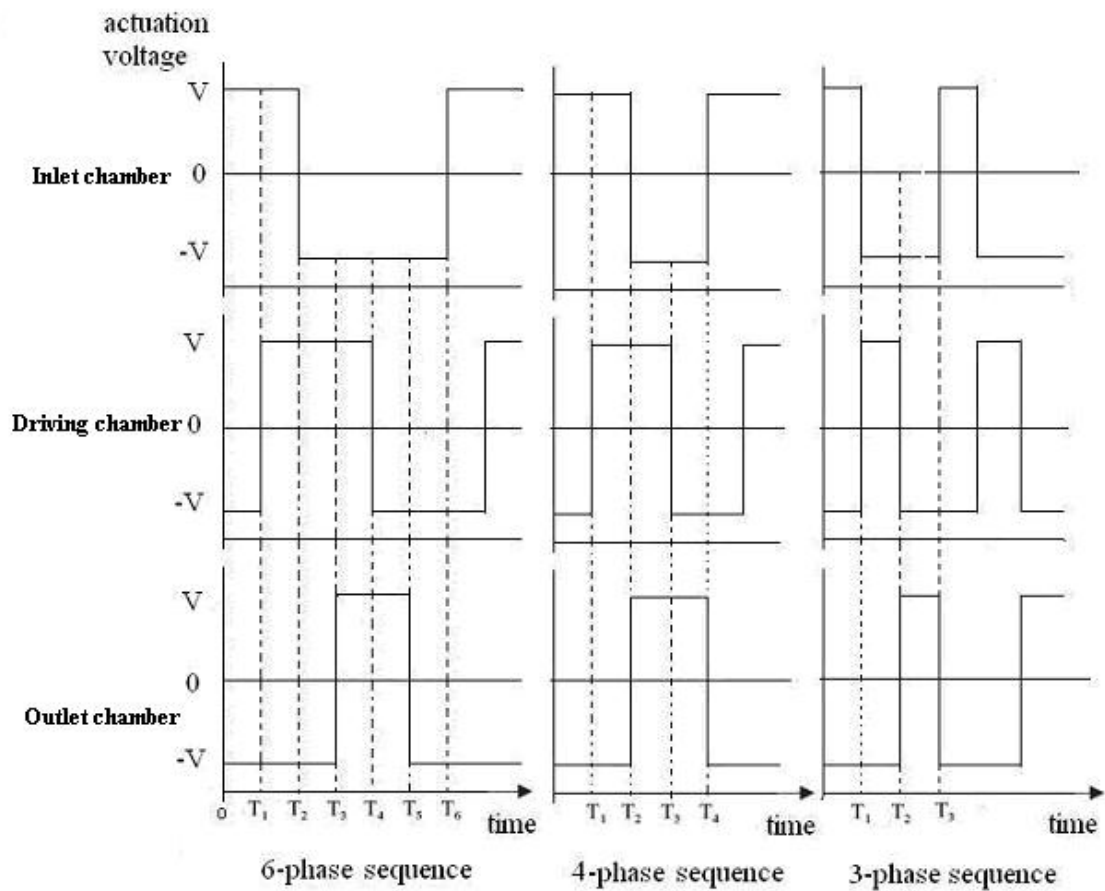 actuation
voltage
V
Inlet chamber 0
-V
V
Driving chamber 0
-V
V
0
Outlet chamber
-V
0 T₁ T₂ T₃ T₄ T₅ T₆ time
T₁ T₂ T₃ T₄ time
T₁ T₂ T₃ time
6-phase sequence
4-phase sequence
3-phase sequence